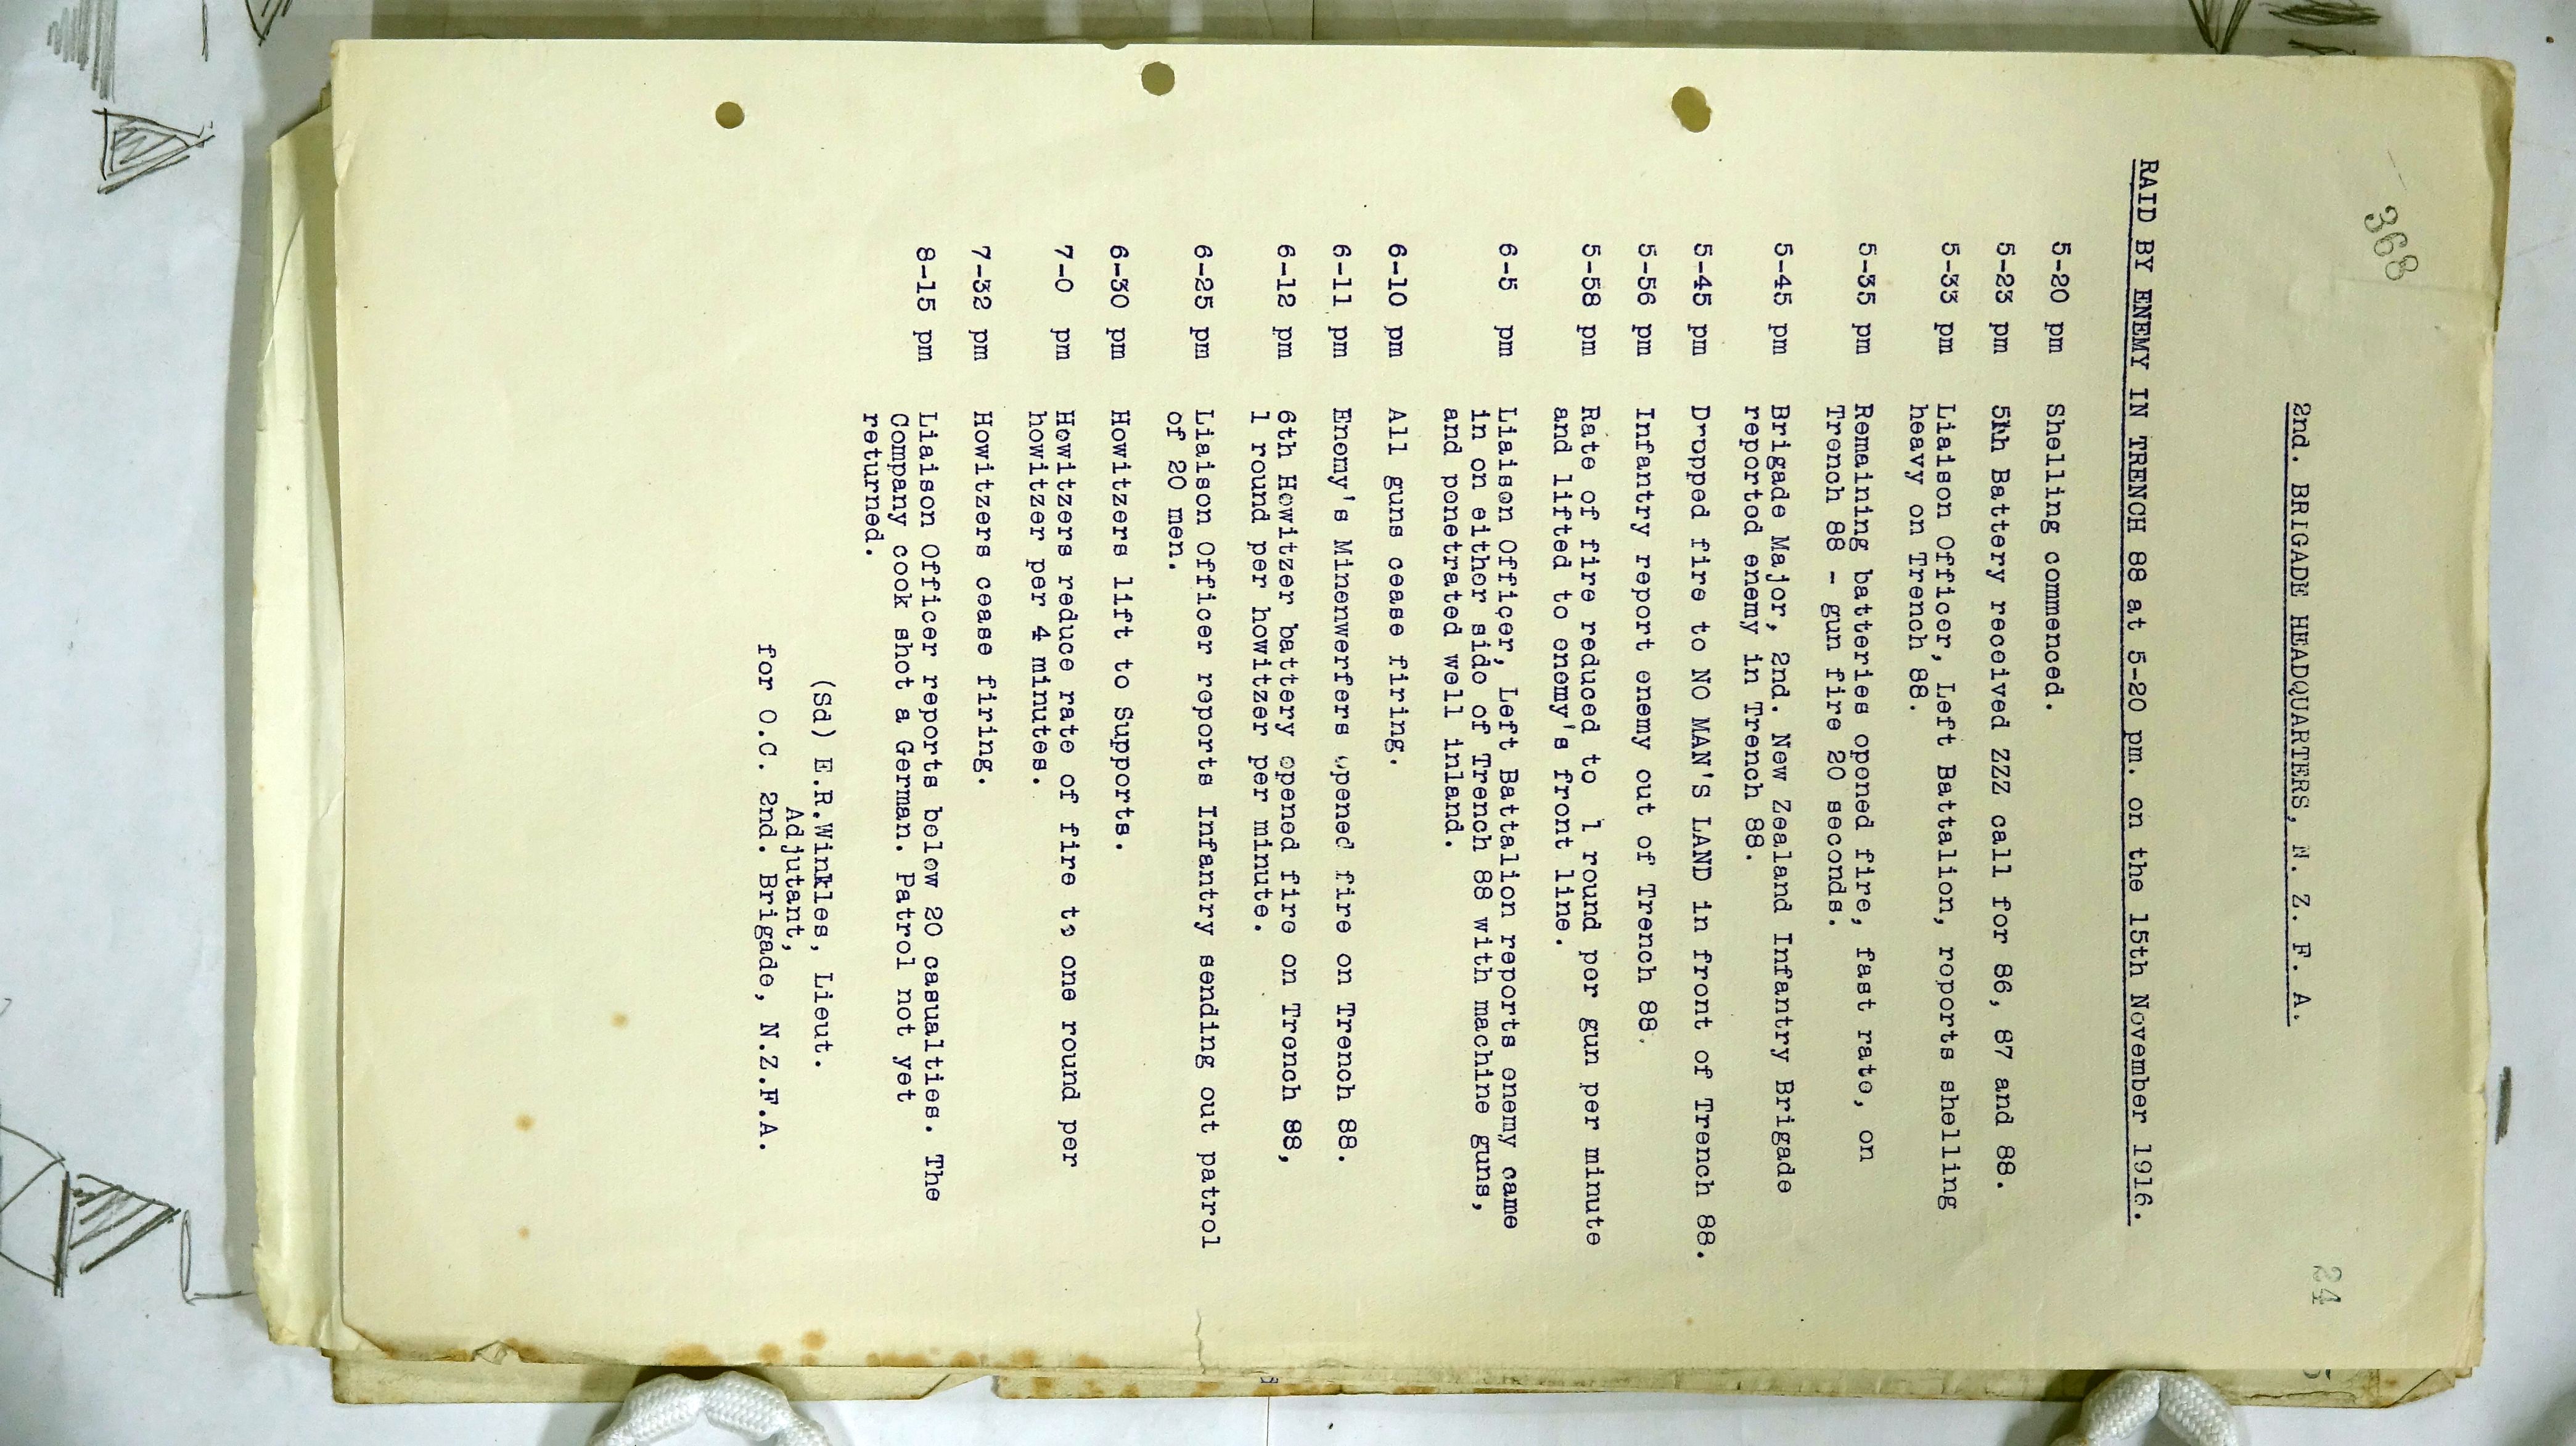 368
24
2nd. BRIGADE HEADQUARTERS, N. Z. F. A.
RAID BY ENEMY IN TRENCH 88 at 5-20 pm. on the 15th November 1916.
5-20 pm Shelling commenced.
5-23 pm 5th Battery received ZZZ call for 86, 87 and 88.
5-33 pm Liaison Officer, Left Battalion, reports shelling
heavy on Trench 88.
5-35 pm Remaining batteries opened fire, fast rate, on
Trench 88 - gun fire 20 seconds.
5-45 pm Brigade Major, 2nd. New Zealand Infantry Brigade
reported enemy in Trench 88.
5-45 pm Dropped fire to NO MAN'S LAND in front of Trench 88.
5-56 pm Infantry report enemy out of Trench 88.
5-58 pm Rate of fire reduced to 1 round per gun per minute
and lifted to enemy's front line.
6-5 pm Liaison Officer, Left Battalion reports enemy came
in on either side of Trench 88 with machine guns,
and penetrated well inland.
6-10 pm All guns cease firing.
6-11 pm Enemy's Minenwerfers opened fire on Trench 88.
6-12 pm 6th Howitzer battery opened fire on Trench 88,
1 round per howitzer per minute.
6-25 pm Liaison Officer reports Infantry sending out patrol
of 20 men.
6-30 pm Howitzers lift to Supports.
7-0 pm Howitzers reduce rate of fire to one round per
howitzer per 4 minutes.
7-32 pm Howitzers cease firing.
8-15 pm Liaison Officer reports below 20 casualties. The
Company cook shot a German. Patrol not yet
returned.
(Sd) E.R.Winkles, Lieut.
Adjutant,
for O.C. 2nd. Brigade, N.Z.F.A.